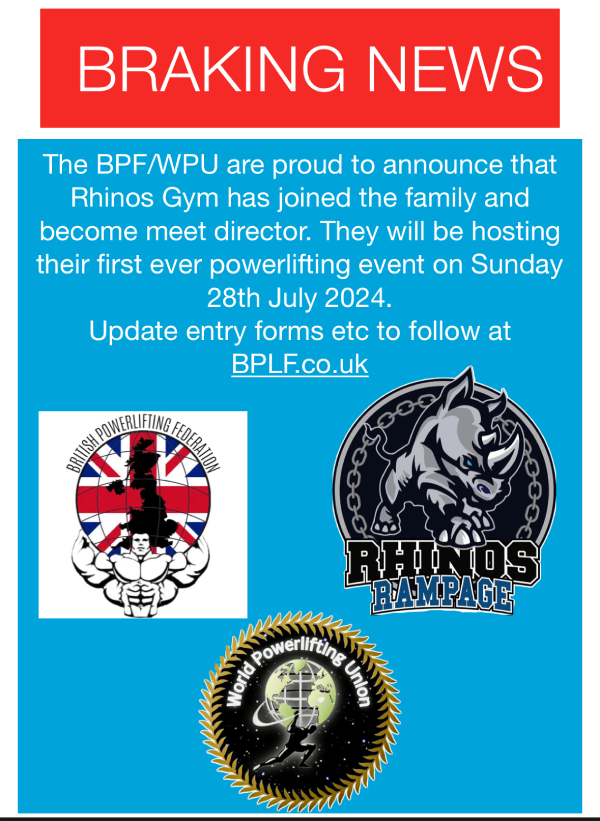 BRAKING NEWS
The BPF/WPU are proud to announce that
Rhinos Gym has joined the family and
become meet director. They will be hosting
their first ever powerlifting event on Sunday
28th July 2024.
Update entry forms etc to follow at
BPLF.co.uk
BRITISH POWERLIFTING FEDERATION
RHINOS
RAMPAGE
World Powerlifting Union